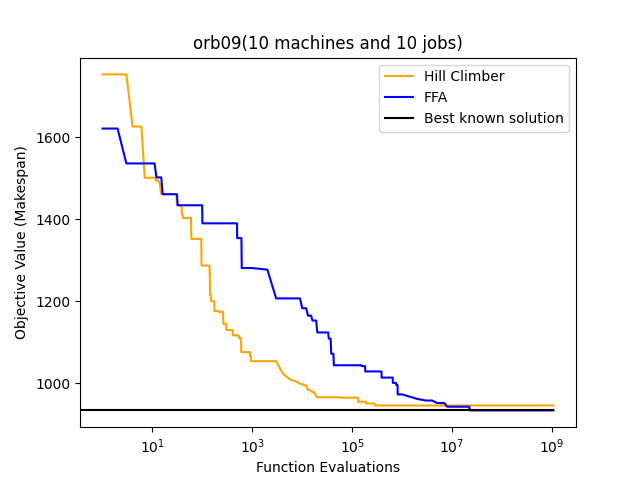 orb09(10 machines and 10 jobs)
Hill Climber
FFA
Best known solution
Objective Value (Makespan)
1600
1400
1200
1000
10¹
10³
10⁵
10⁷
10⁹
Function Evaluations